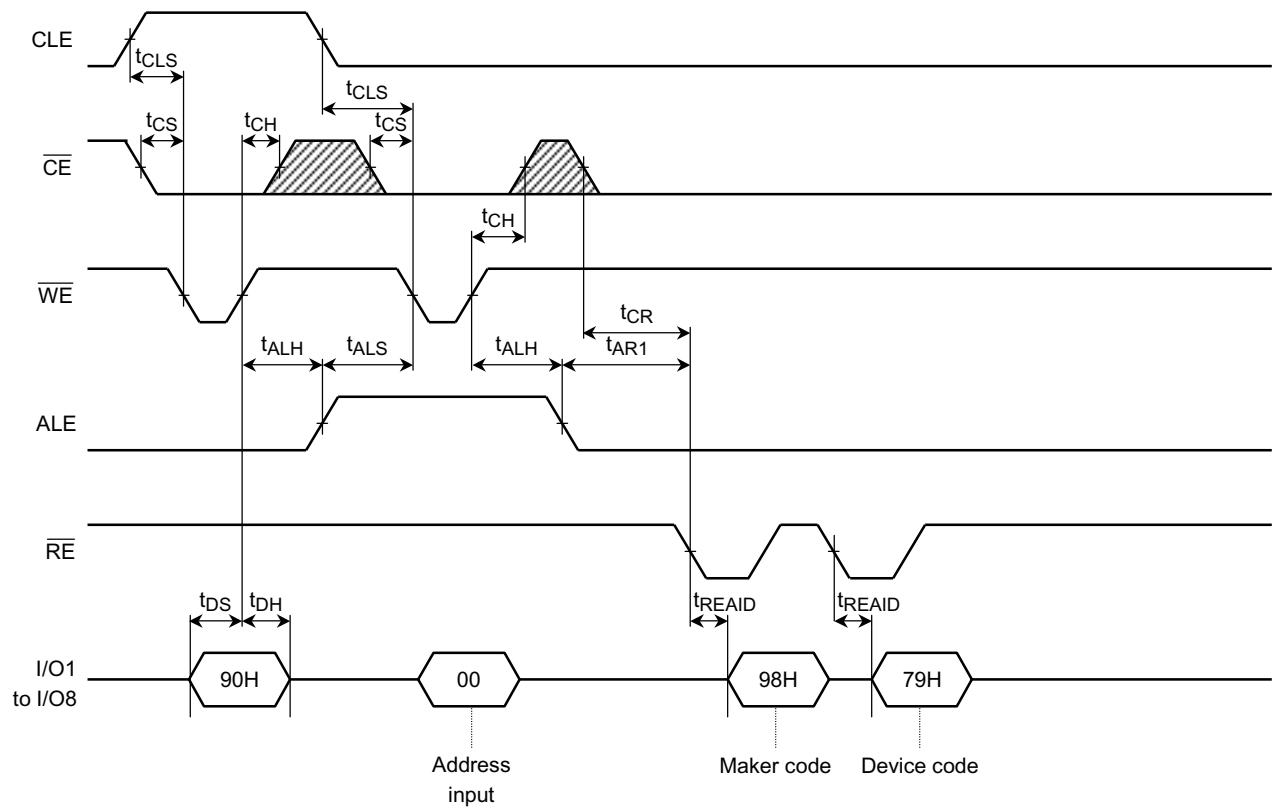 CLE
tCLS
tCLS
tCS
tCH
tCS
CE
tCH
WE
tCR
tALH
tALS
tALH
tAR1
ALE
RE
tDS
tDH
tREAID
tREAID
I/O1
to I/O8
90H
00
98H
79H
Address
input
Maker code
Device code